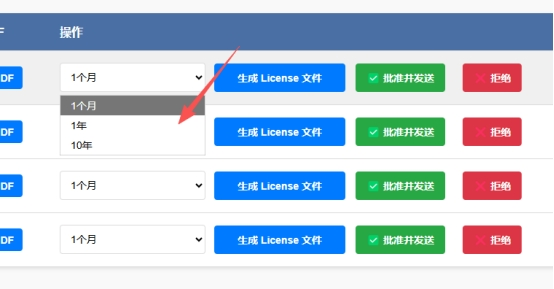 F 操作
DF 1个月 生成 License 文件 ✅ 批准并发送 ❌ 拒绝
1个月
1年
10年
DF 生成 License 文件 ✅ 批准并发送 ❌ 拒绝
DF 1个月 生成 License 文件 ✅ 批准并发送 ❌ 拒绝
DF 1个月 生成 License 文件 ✅ 批准并发送 ❌ 拒绝